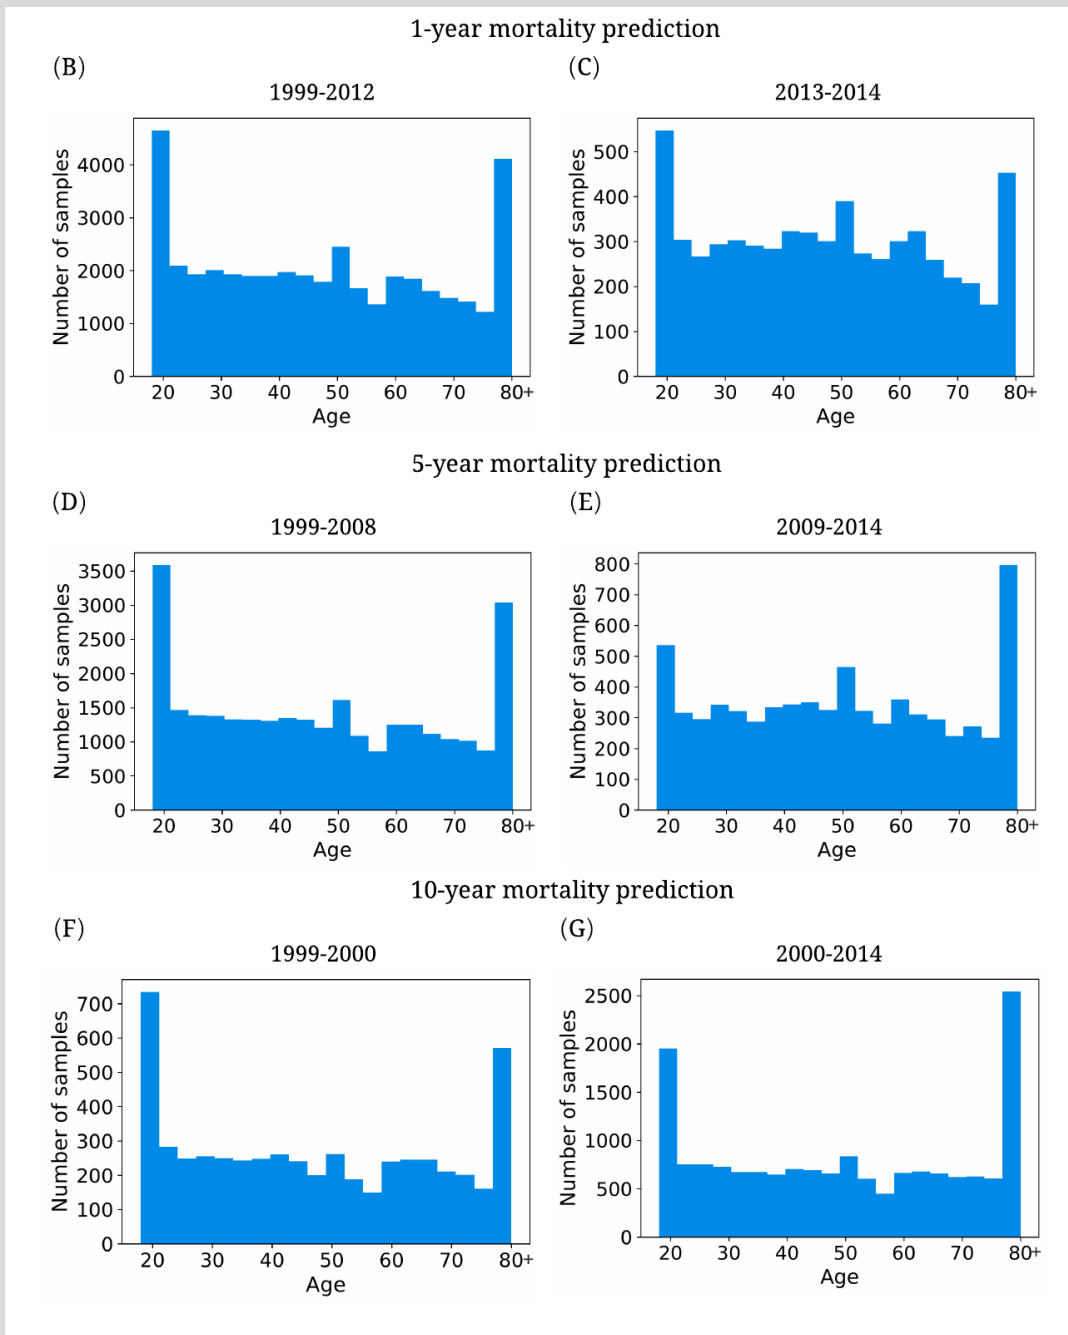 1-year mortality prediction
(B)
1999-2012
Number of samples
4000
3000
2000
1000
0
20 30 40 50 60 70 80+
Age
(C)
2013-2014
Number of samples
500
400
300
200
100
0
20 30 40 50 60 70 80+
Age
5-year mortality prediction
(D)
1999-2008
Number of samples
3500
3000
2500
2000
1500
1000
500
0
20 30 40 50 60 70 80+
Age
(E)
2009-2014
Number of samples
800
700
600
500
400
300
200
100
0
20 30 40 50 60 70 80+
Age
10-year mortality prediction
(F)
1999-2000
Number of samples
700
600
500
400
300
200
100
0
20 30 40 50 60 70 80+
Age
(G)
2000-2014
Number of samples
2500
2000
1500
1000
500
0
20 30 40 50 60 70 80+
Age